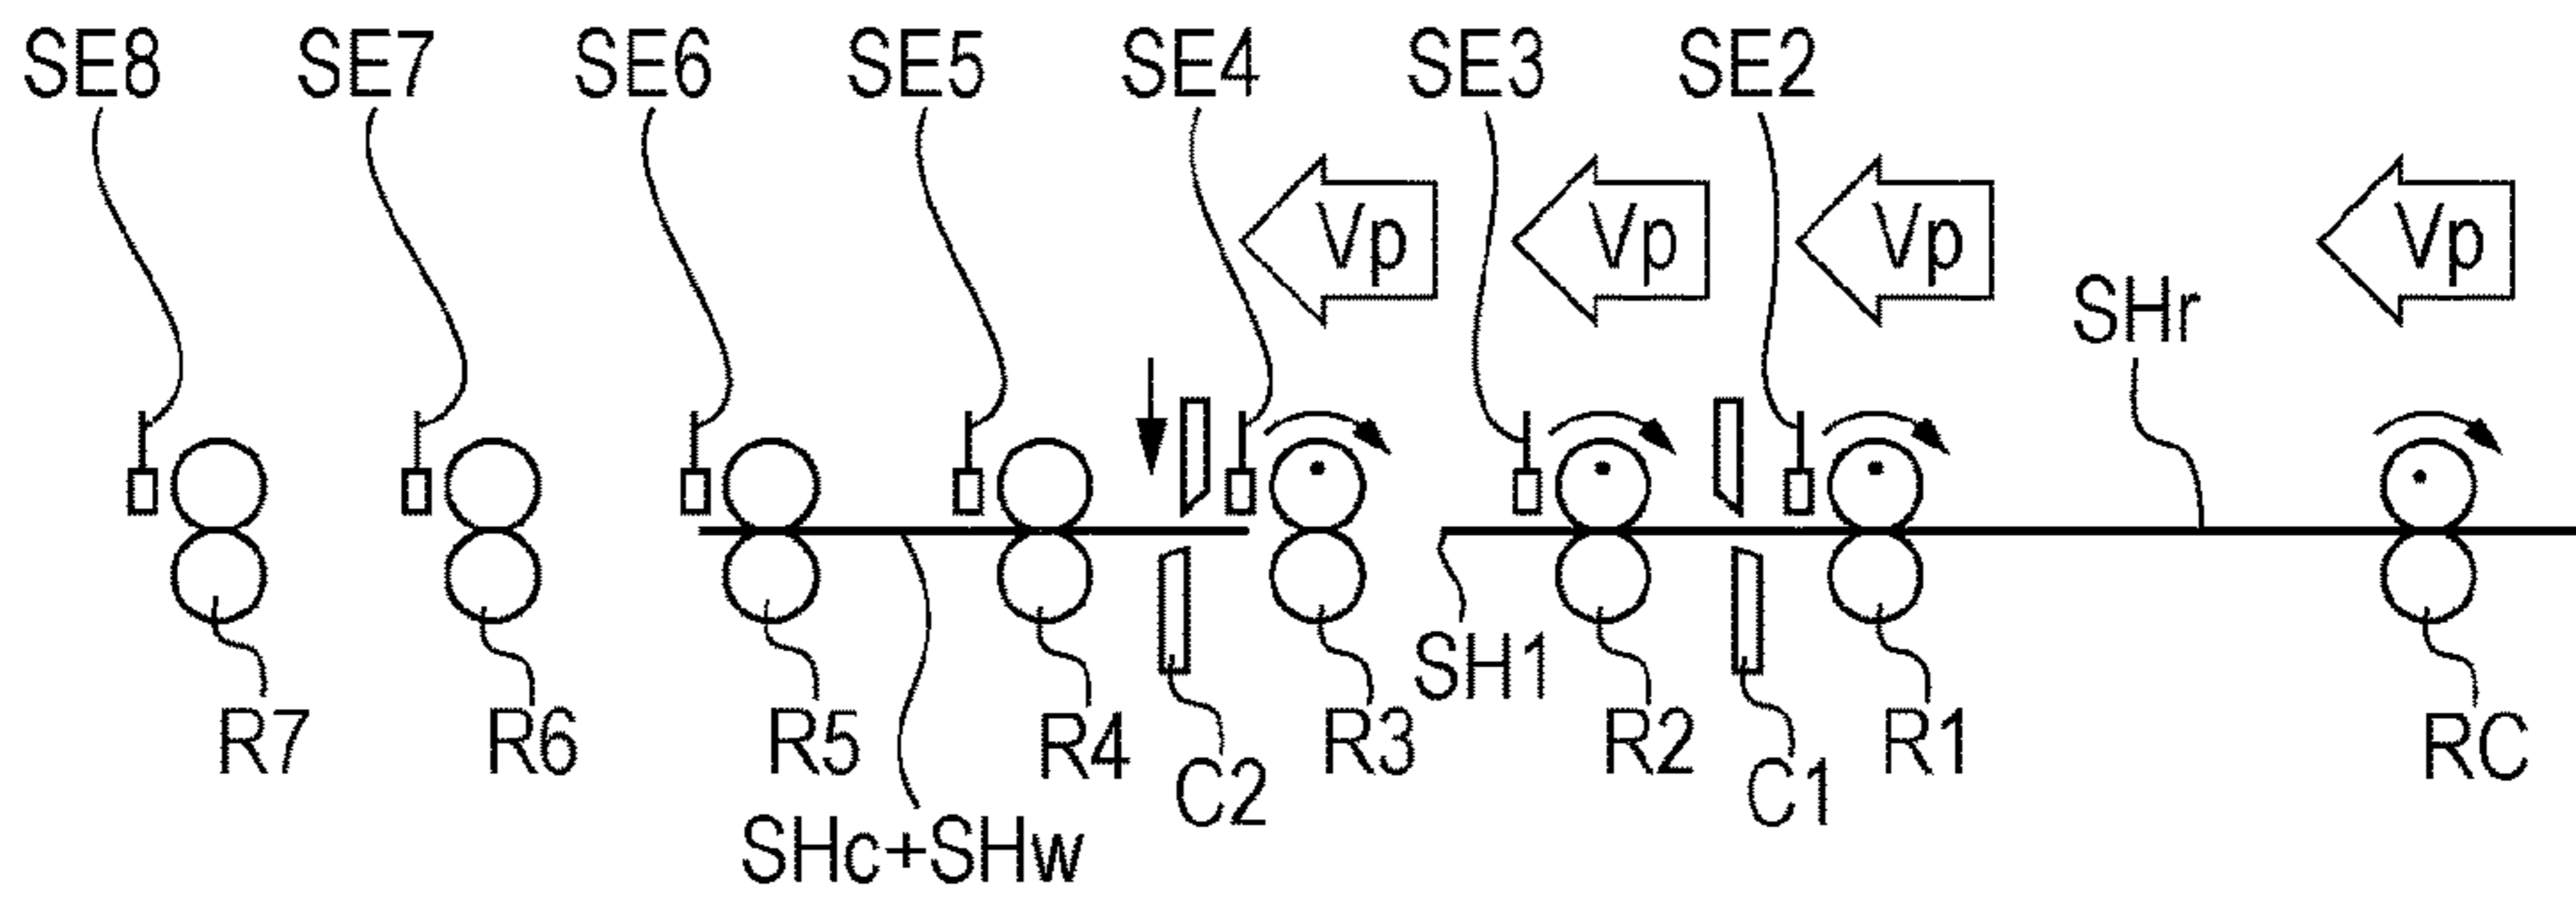 SE8 SE7 SE6 SE5 SE4 SE3 SE2
Vp Vp Vp Vp
SHr
SH1
R7 R6 R5 R4 R3 R2 R1 RC
C2 C1
SHc+SHw